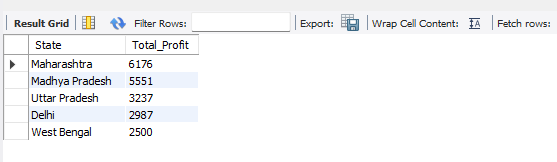 Result Grid Filter Rows: Export: Wrap Cell Content: Fetch rows:
State Total_Profit
Maharashtra 6176
Madhya Pradesh 5551
Uttar Pradesh 3237
Delhi 2987
West Bengal 2500